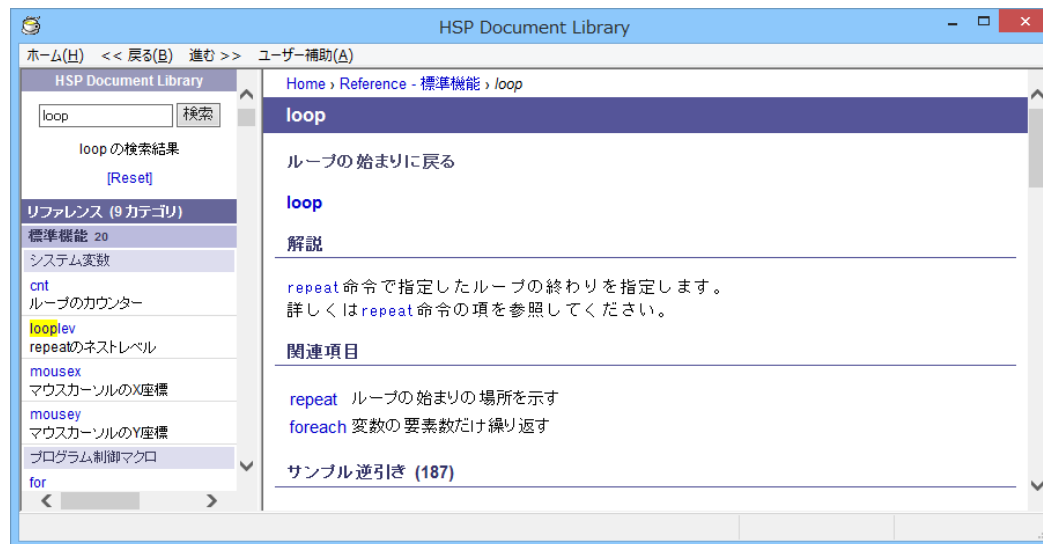 HSP Document Library
ホーム(H) << 戻る(B) 進む >> ユーザー補助(A)
HSP Document Library
loop 検索
loop の検索結果
[Reset]
リファレンス (9カテゴリ)
標準機能 20
システム変数
cnt
ループのカウンター
looplev
repeatのネストレベル
mousex
マウスカーソルのX座標
mousey
マウスカーソルのY座標
プログラム制御マクロ
for
Home › Reference - 標準機能 › loop
loop
ループの始まりに戻る
loop
解説
repeat命令で指定したループの終わりを指定します。
詳しくはrepeat命令の項を参照してください。
関連項目
repeat ループの始まりの場所を示す
foreach 変数の要素数だけ繰り返す
サンプル逆引き (187)